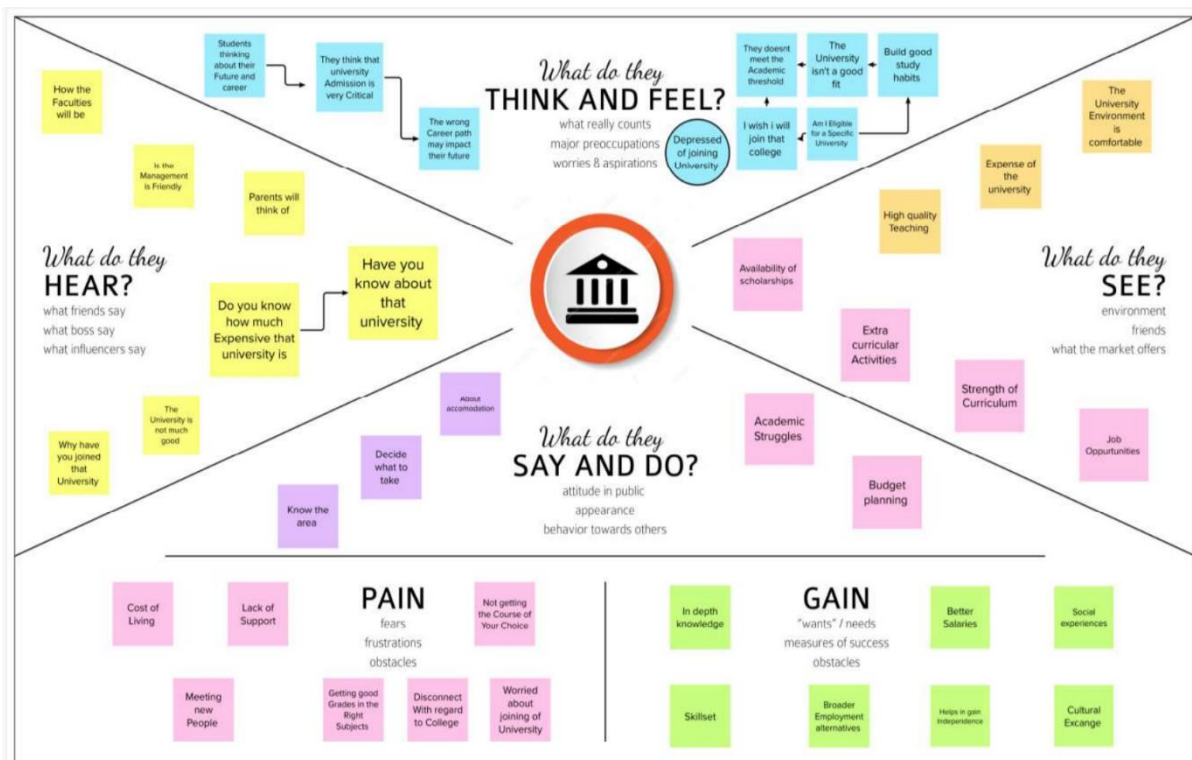 Students
thinking
about their
Future and
career
They think that
university
Admission is
very Critical
The wrong
Career path
may impact
their future
What do they
THINK AND FEEL?
what really counts
major preoccupations
worries & aspirations
Depressed
of joining
University
They doesnt
meet the
Academic
threshold
The
University
isn't a good
fit
Build good
study
habits
I wish i will
join that
college
Am I Eligible
for a Specific
University
How the
Faculties
will be
Is the
Management
is Friendly
Parents will
think of
What do they
HEAR?
what friends say
what boss say
what influencers say
Do you know
how much
Expensive that
university is
Have you
know about
that
university
The
University is
not much
good
Why have
you joined
that
University
The
University
Environment
is
comfortable
Expense of
the
university
High quality
Teaching
What do they
SEE?
environment
friends
what the market offers
Availability of
scholarships
Extra
curricular
Activities
Strength of
Curriculum
Job
Oppurtunities
About
accomodation
Decide
what to
take
Know the
area
What do they
SAY AND DO?
attitude in public
appearance
behavior towards others
Academic
Struggles
Budget
planning
PAIN
fears
frustrations
obstacles
Cost of
Living
Lack of
Support
Not getting
the Course of
Your Choice
Meeting
new
People
Getting good
Grades in the
Right
Subjects
Disconnect
With regard
to College
Worried
about
joining of
University
GAIN
"wants" / needs
measures of success
obstacles
In depth
knowledge
Better
Salaries
Social
experiences
Skillset
Broader
Employment
alternatives
Helps in gain
Independence
Cultural
Excange